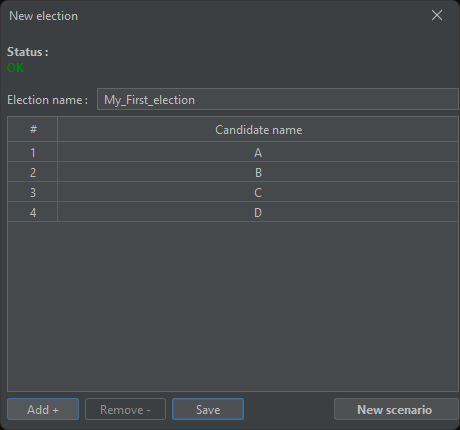 New election
Status :
OK
Election name : My_First_election
# Candidate name
1 A
2 B
3 C
4 D
Add + Remove - Save New scenario